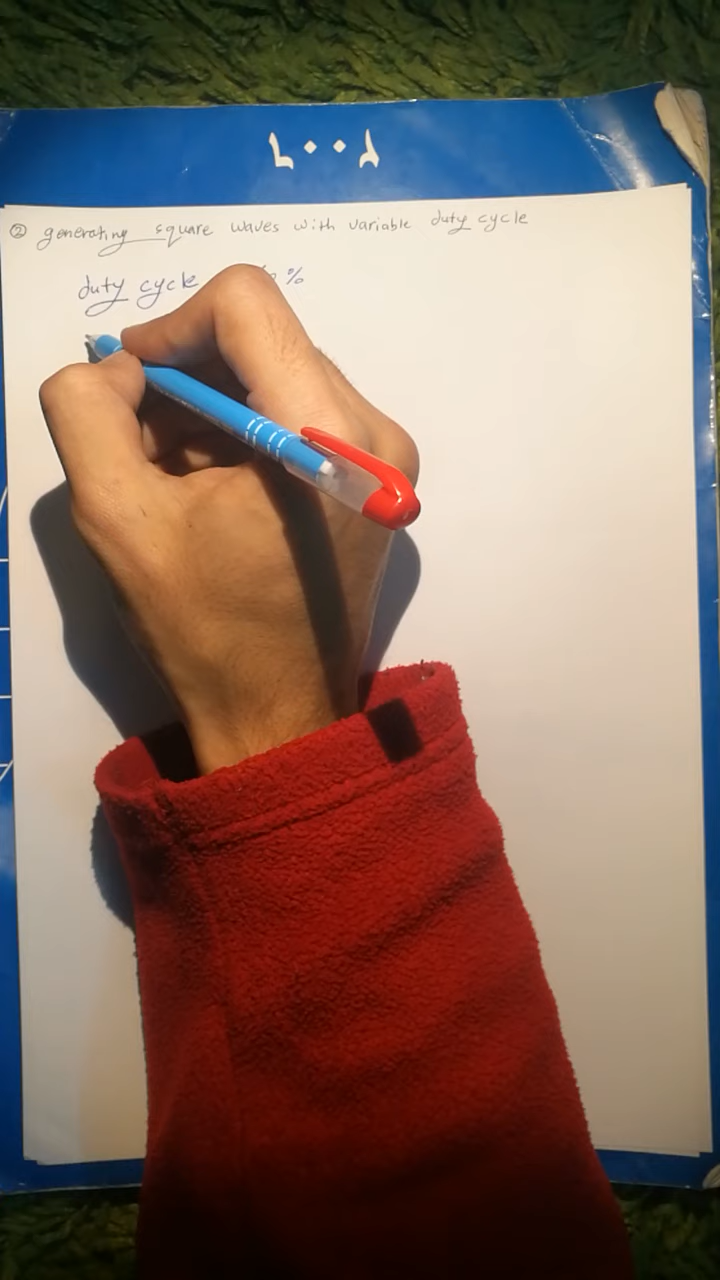 ② generating square waves with variable duty cycle
duty cycle %